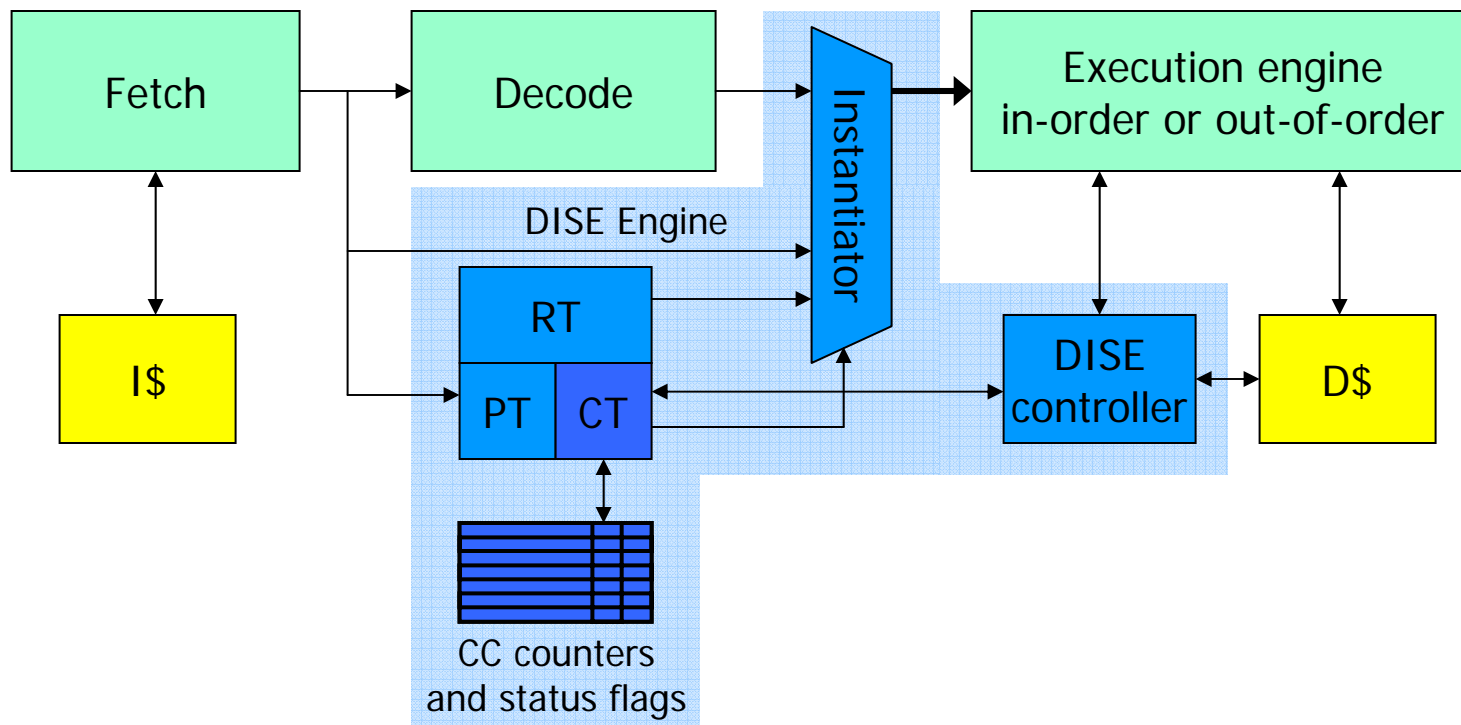 Fetch
Decode
Instantiator
Execution engine
in-order or out-of-order
DISE Engine
RT
PT
CT
I$
DISE
controller
D$
CC counters
and status flags